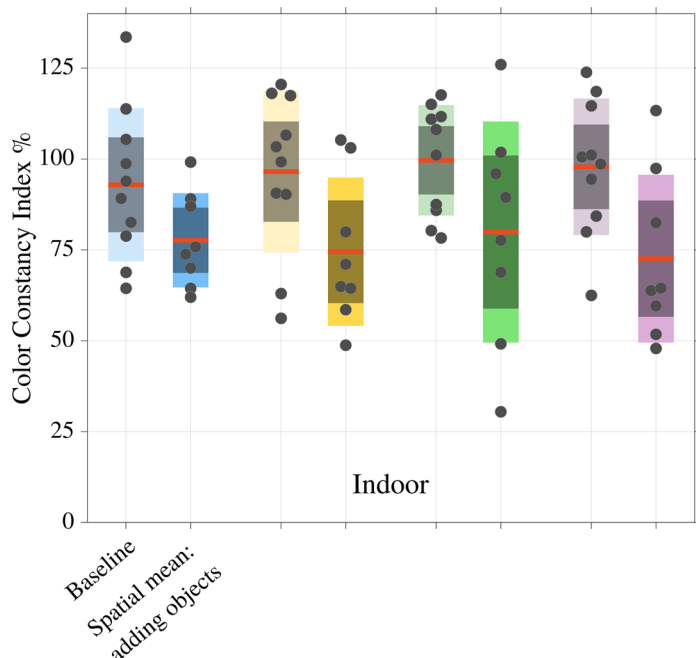 Color Constancy Index %
125
100
75
50
25
0
Indoor
Baseline
Spatial mean:
adding objects